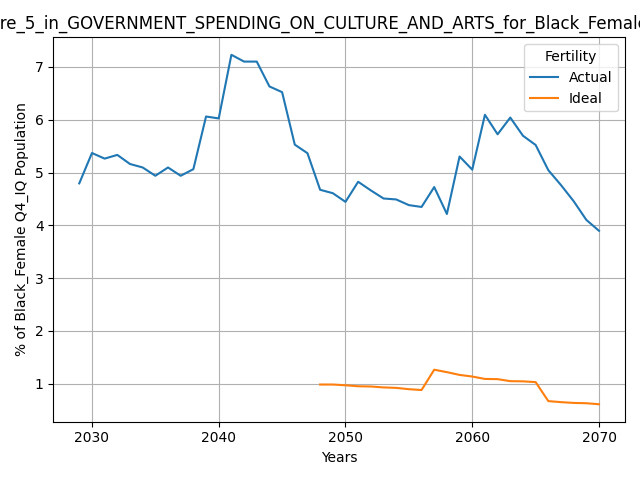 re_5_in_GOVERNMENT_SPENDING_ON_CULTURE_AND_ARTS_for_Black_Female
Fertility
Actual
Ideal
% of Black_Female Q4_IQ Population
7
6
5
4
3
2
1
2030 2040 2050 2060 2070
Years